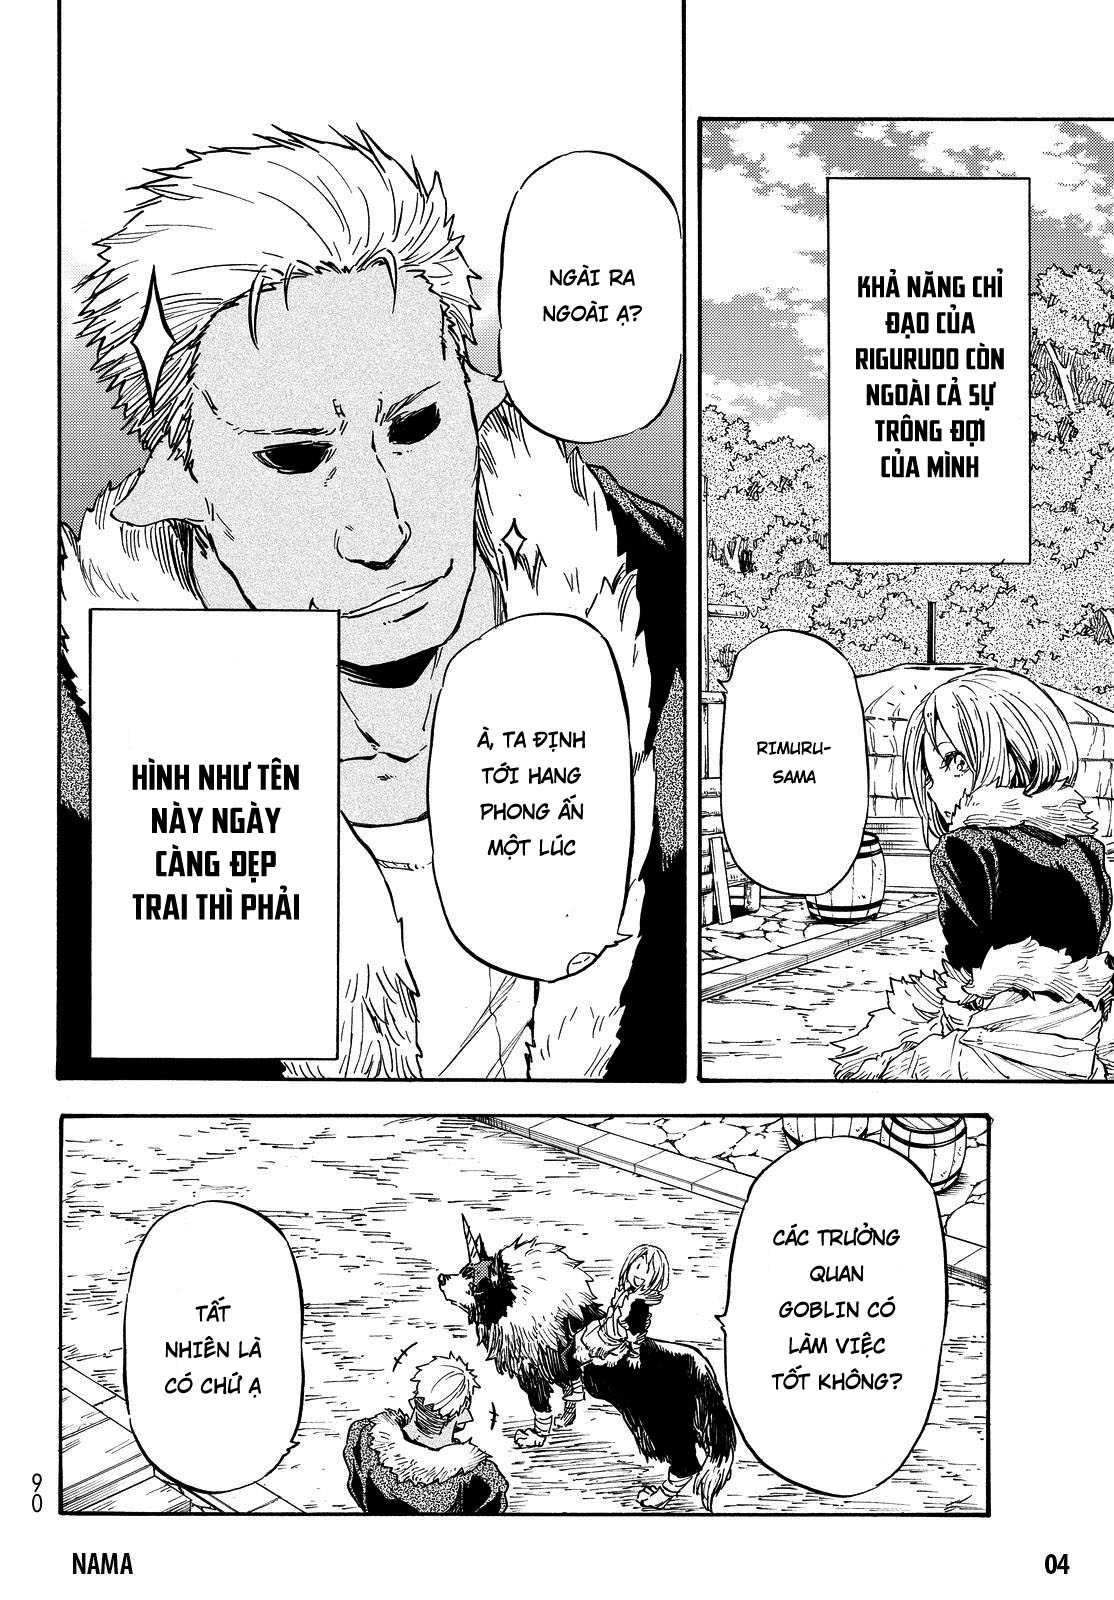 KHẢ NĂNG CHỈ
ĐẠO CỦA
RIGURUDO CÒN
NGOÀI CẢ SỰ
TRÔNG ĐỢI
CỦA MÌNH
RIMURU-
SAMA
NGÀI RA
NGOÀI Ạ?
À, TA ĐỊNH
TỚI HANG
PHONG ẤN
MỘT LÚC
HÌNH NHƯ TÊN
NÀY NGÀY
CÀNG ĐẸP
TRAI THÌ PHẢI
CÁC TRƯỞNG
QUAN
GOBLIN CÓ
LÀM VIỆC
TỐT KHÔNG?
TẤT
NHIÊN LÀ
CÓ CHỨ Ạ
90
NAMA
04